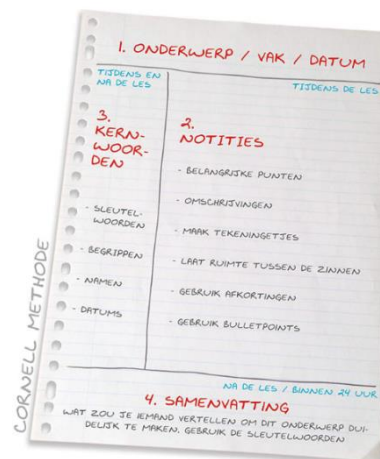 1. ONDERWERP / VAK / DATUM
TIJDENS EN
NA DE LES
3.
KERN-
WOOR-
DEN
- SLEUTEL-
WOORDEN
- BEGRIPPEN
- NAMEN
- DATUMS
TIJDENS DE LES
2.
NOTITIES
- BELANGRIJKE PUNTEN
- OMSCHRIJVINGEN
- MAAK TEKENINGETJES
- LAAT RUIMTE TUSSEN DE ZINNEN
- GEBRUIK AFKORTINGEN
- GEBRUIK BULLETPOINTS
NA DE LES / BINNEN 24 UUR
4. SAMENVATTING
WAT ZOU JE IEMAND VERTELLEN OM DIT ONDERWERP DUI-
DELIJK TE MAKEN. GEBRUIK DE SLEUTELWOORDEN
CORNELL METHODE